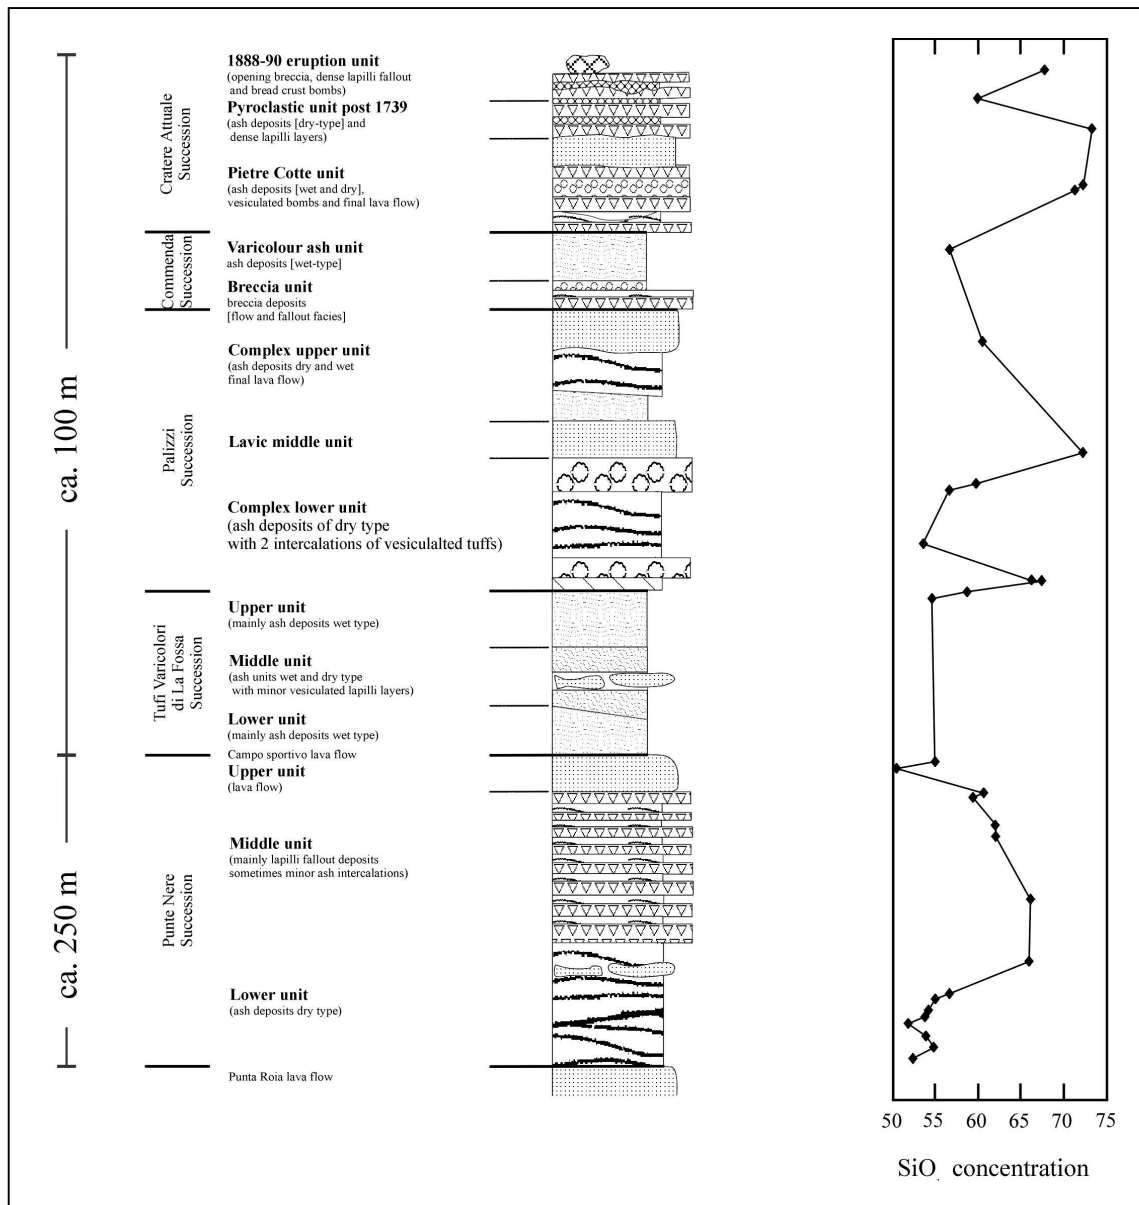 1888-90 eruption unit
(opening breccia, dense lapilli fallout
and bread crust bombs)
Pyroclastic unit post 1739
(ash deposits [dry-type] and
dense lapilli layers)
Cratere Attuale
Succession
Pietre Cotte unit
(ash deposits [wet and dry],
vesiculated bombs and final lava flow)
Commenda
Succession
Varicolour ash unit
ash deposits [wet-type]
Breccia unit
breccia deposits
[flow and fallout facies]
ca. 100 m
Palizzi
Succession
Complex upper unit
(ash deposits dry and wet
final lava flow)
Lavic middle unit
Complex lower unit
(ash deposits of dry type
with 2 intercalations of vesiculalted tuffs)
Tufi Varicolori
di La Fossa
Succession
Upper unit
(mainly ash deposits wet type)
Middle unit
(ash units wet and dry type
with minor vesiculated lapilli layers)
Lower unit
(mainly ash deposits wet type)
Campo sportivo lava flow
ca. 250 m
Punte Nere
Succession
Upper unit
(lava flow)
Middle unit
(mainly lapilli fallout deposits
sometimes minor ash intercalations)
Lower unit
(ash deposits dry type)
Punta Roia lava flow
50 55 60 65 70 75
SiO, concentration